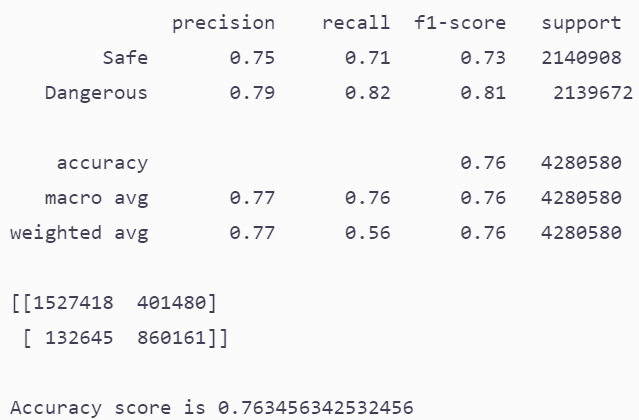 precision recall f1-score support
Safe 0.75 0.71 0.73 2140908
Dangerous 0.79 0.82 0.81 2139672
accuracy 0.76 4280580
macro avg 0.77 0.76 0.76 4280580
weighted avg 0.77 0.56 0.76 4280580
[[1527418 401480]
[ 132645 860161]]
Accuracy score is 0.763456342532456